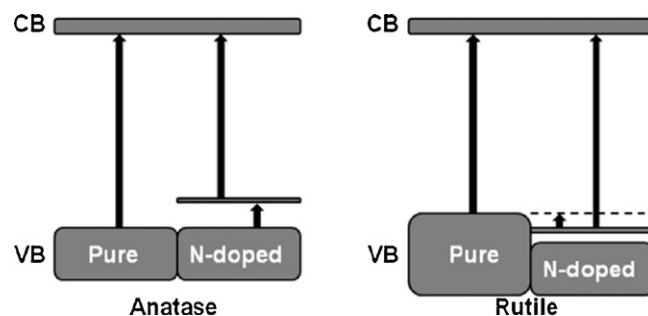 CB
VB
Pure
N-doped
Anatase
CB
VB
Pure
N-doped
Rutile